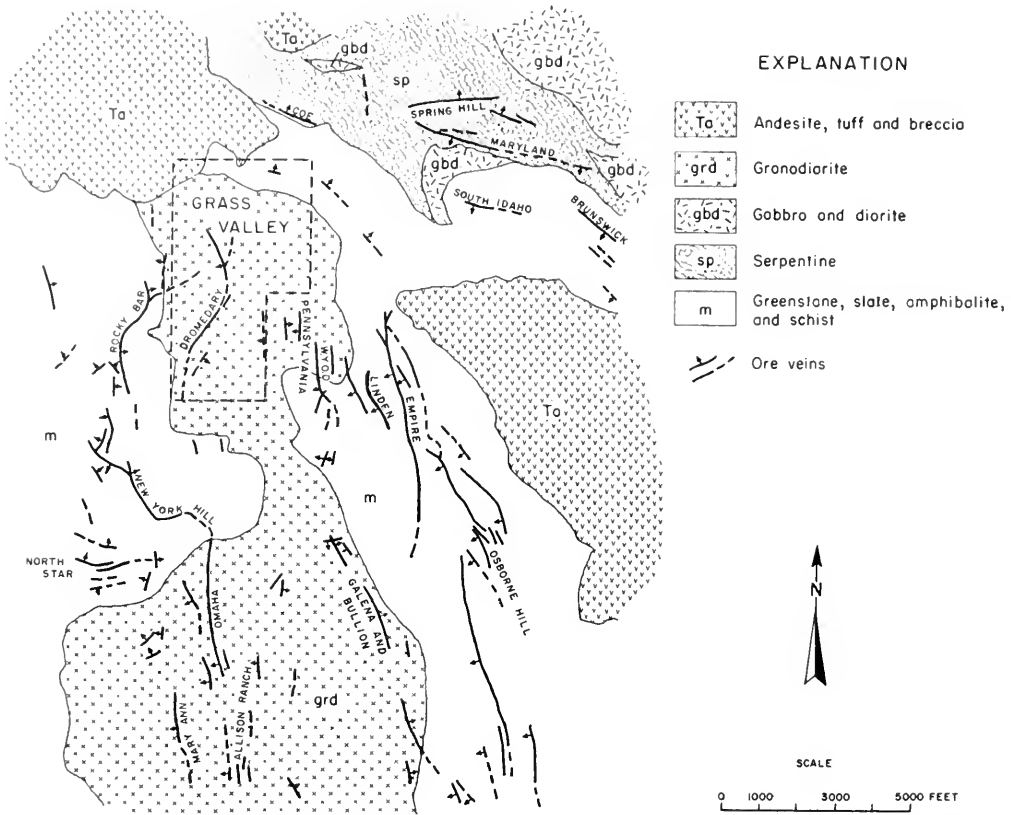 Ta
Ta
gbd
sp
gbd
COE
SPRING HILL
MARYLAND
gbd
gbd
SOUTH IDAHO
BRUNSWICK
GRASS
VALLEY
ROCKY BAR
DROMEDARY
PENNSYLVANIA
W.Y.O.D
LINDEN
EMPIRE
Ta
m
m
NEW YORK HILL
NORTH
STAR
OMAHA
GALENA AND
BULLION
OSBORNE HILL
grd
MARY ANN
ALLISON RANCH
EXPLANATION
Ta
Andesite, tuff and breccia
grd
Gronodiorite
gbd
Gobbro and diorite
sp
Serpentine
m
Greenstone, slate, amphibolite,
and schist
Ore veins
N
SCALE
0 1000 3000 5000 FEET